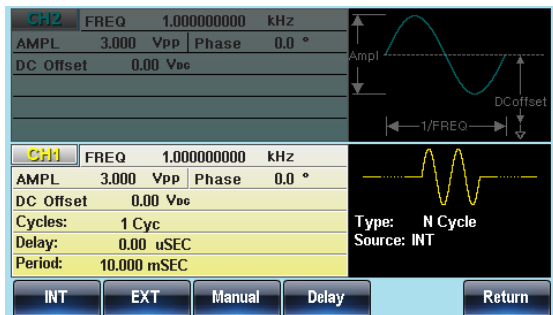 CH2 FREQ 1.000000000 kHz
AMPL 3.000 Vpp Phase 0.0 °
DC Offset 0.00 VDC
Ampl
DCoffset
1/FREQ
CH1 FREQ 1.000000000 kHz
AMPL 3.000 Vpp Phase 0.0 °
DC Offset 0.00 VDC
Cycles: 1 Cyc
Delay: 0.00 uSEC
Period: 10.000 mSEC
Type: N Cycle
Source: INT
INT EXT Manual Delay Return